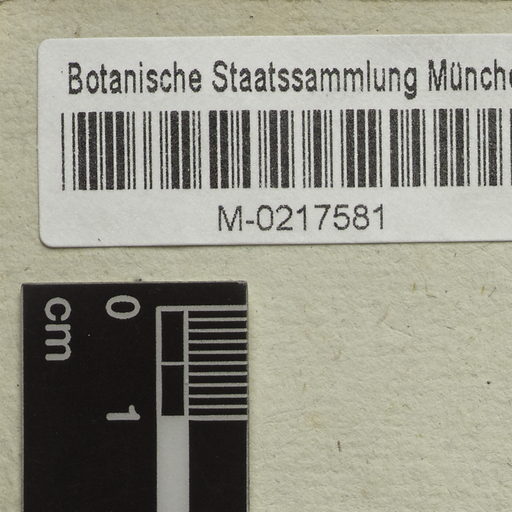 Botanische Staatssammlung Münche
M-0217581
cm
0
1